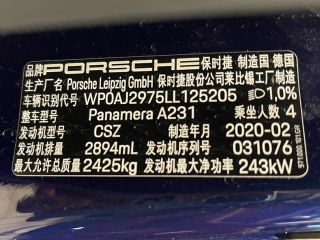 品牌 PORSCHE 保时捷 制造国 德国
生产厂名 Porsche Leipzig GmbH 保时捷股份公司莱比锡工厂制造
车辆识别代号 WP0AJ2975LL125205 1,0%
整车型号 Panamera A231 乘坐人数 4
发动机型号 CSZ 制造年月 2020-02
发动机排量 2894mL 序列号 031076
最大允许总质量 2425kg 发动机最大净功率 243kW
971.000.101.GR